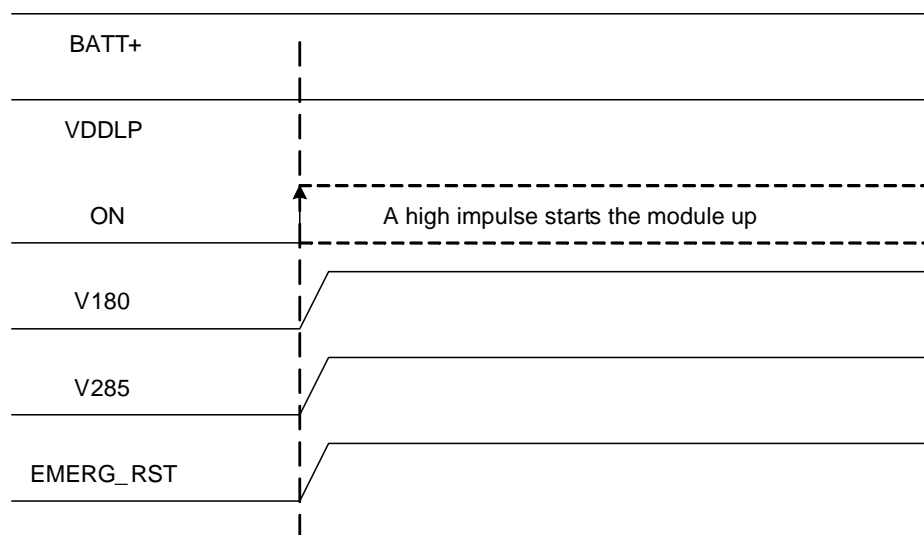 BATT+
VDDLP
ON
A high impulse starts the module up
V180
V285
EMERG_RST